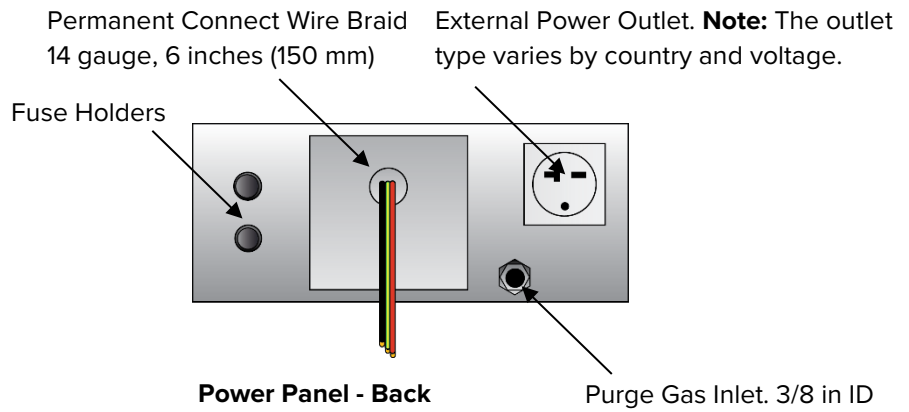 Permanent Connect Wire Braid
14 gauge, 6 inches (150 mm)
External Power Outlet. Note: The outlet
type varies by country and voltage.
Fuse Holders
Power Panel - Back
Purge Gas Inlet. 3/8 in ID